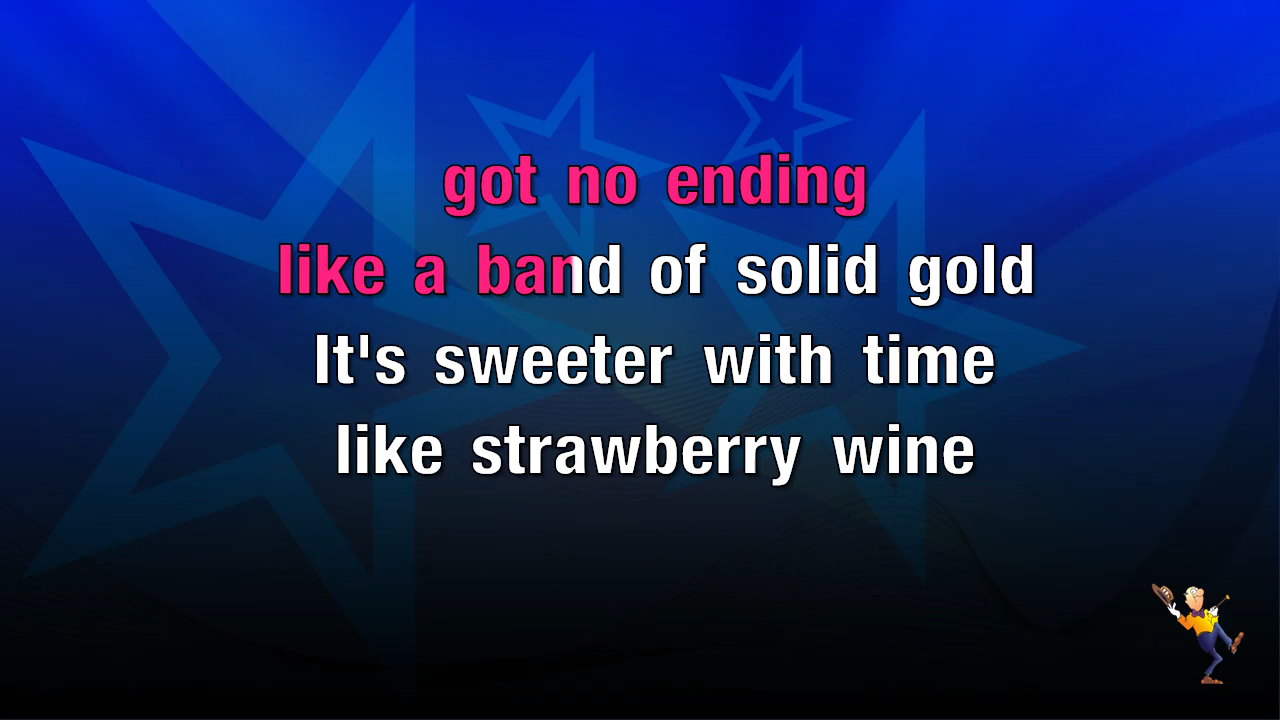 got no ending
like a band of solid gold
It's sweeter with time
like strawberry wine